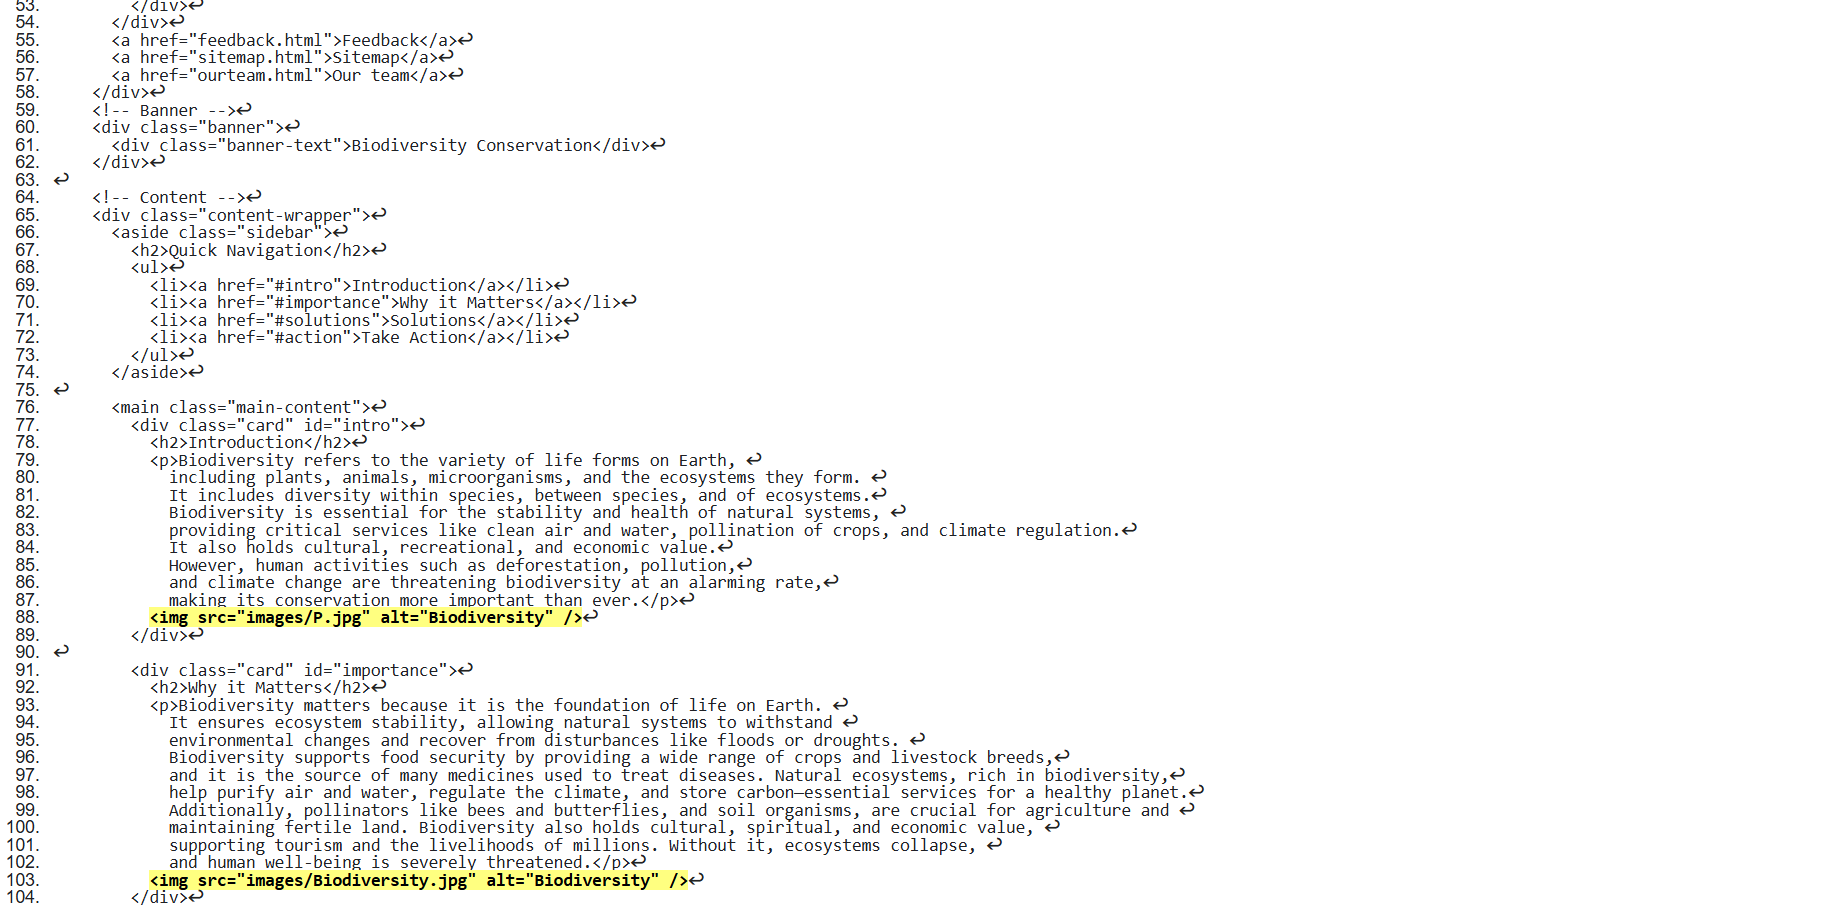 53. </div>↩
54. </div>↩
55. <a href="feedback.html">Feedback</a>↩
56. <a href="sitemap.html">Sitemap</a>↩
57. <a href="ourteam.html">Our team</a>↩
58. </div>↩
59. <!-- Banner -->↩
60. <div class="banner">↩
61. <div class="banner-text">Biodiversity Conservation</div>↩
62. </div>↩
63. ↩
64. <!-- Content -->↩
65. <div class="content-wrapper">↩
66. <aside class="sidebar">↩
67. <h2>Quick Navigation</h2>↩
68. <ul>↩
69. <li><a href="#intro">Introduction</a></li>↩
70. <li><a href="#importance">Why it Matters</a></li>↩
71. <li><a href="#solutions">Solutions</a></li>↩
72. <li><a href="#action">Take Action</a></li>↩
73. </ul>↩
74. </aside>↩
75. ↩
76. <main class="main-content">↩
77. <div class="card" id="intro">↩
78. <h2>Introduction</h2>↩
79. <p>Biodiversity refers to the variety of life forms on Earth, ↩
80. including plants, animals, microorganisms, and the ecosystems they form. ↩
81. It includes diversity within species, between species, and of ecosystems.↩
82. Biodiversity is essential for the stability and health of natural systems, ↩
83. providing critical services like clean air and water, pollination of crops, and climate regulation.↩
84. It also holds cultural, recreational, and economic value.↩
85. However, human activities such as deforestation, pollution,↩
86. and climate change are threatening biodiversity at an alarming rate,↩
87. making its conservation more important than ever.</p>↩
88. <img src="images/P.jpg" alt="Biodiversity" />↩
89. </div>↩
90. ↩
91. <div class="card" id="importance">↩
92. <h2>Why it Matters</h2>↩
93. <p>Biodiversity matters because it is the foundation of life on Earth. ↩
94. It ensures ecosystem stability, allowing natural systems to withstand ↩
95. environmental changes and recover from disturbances like floods or droughts. ↩
96. Biodiversity supports food security by providing a wide range of crops and livestock breeds,↩
97. and it is the source of many medicines used to treat diseases. Natural ecosystems, rich in biodiversity,↩
98. help purify air and water, regulate the climate, and store carbon—essential services for a healthy planet.↩
99. Additionally, pollinators like bees and butterflies, and soil organisms, are crucial for agriculture and ↩
100. maintaining fertile land. Biodiversity also holds cultural, spiritual, and economic value, ↩
101. supporting tourism and the livelihoods of millions. Without it, ecosystems collapse, ↩
102. and human well-being is severely threatened.</p>↩
103. <img src="images/Biodiversity.jpg" alt="Biodiversity" />↩
104. </div>↩